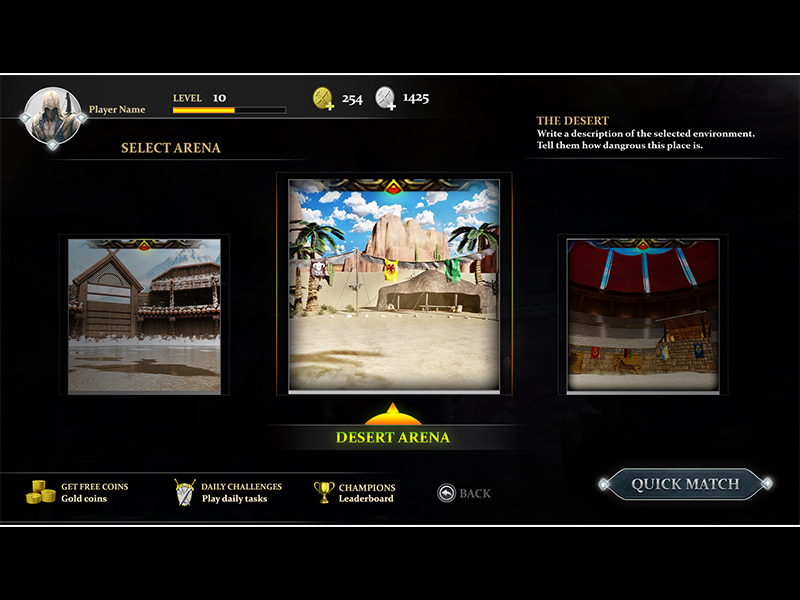 Player Name
LEVEL 10
254
1425
SELECT ARENA
THE DESERT
Write a description of the selected environment.
Tell them how dangrous this place is.
DESERT ARENA
GET FREE COINS
Gold coins
DAILY CHALLENGES
Play daily tasks
CHAMPIONS
Leaderboard
BACK
QUICK MATCH